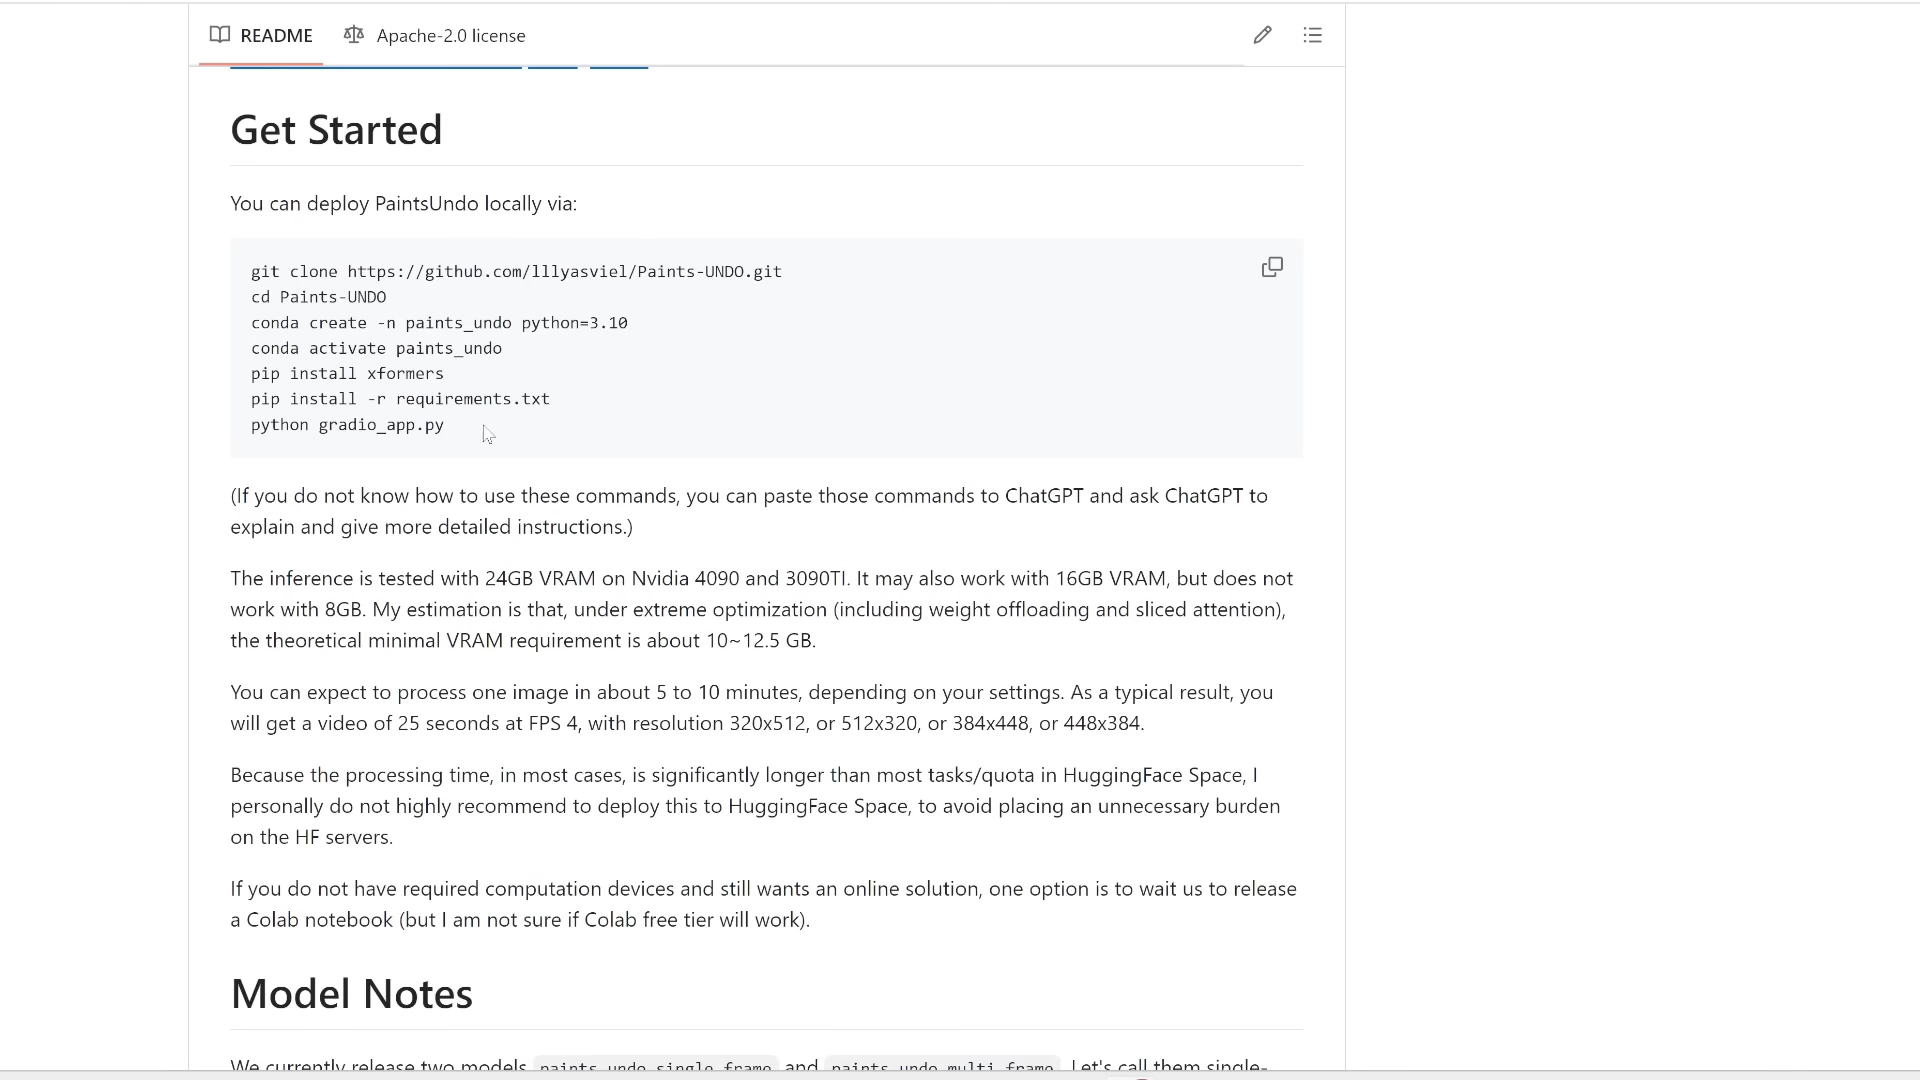 README
Apache-2.0 license
Get Started
You can deploy PaintsUndo locally via:
git clone https://github.com/lllyasviel/Paints-UNDO.git
cd Paints-UNDO
conda create -n paints_undo python=3.10
conda activate paints_undo
pip install xformers
pip install -r requirements.txt
python gradio_app.py
(If you do not know how to use these commands, you can paste those commands to ChatGPT and ask ChatGPT to
explain and give more detailed instructions.)
The inference is tested with 24GB VRAM on Nvidia 4090 and 3090TI. It may also work with 16GB VRAM, but does not
work with 8GB. My estimation is that, under extreme optimization (including weight offloading and sliced attention),
the theoretical minimal VRAM requirement is about 10~12.5 GB.
You can expect to process one image in about 5 to 10 minutes, depending on your settings. As a typical result, you
will get a video of 25 seconds at FPS 4, with resolution 320x512, or 512x320, or 384x448, or 448x384.
Because the processing time, in most cases, is significantly longer than most tasks/quota in HuggingFace Space, I
personally do not highly recommend to deploy this to HuggingFace Space, to avoid placing an unnecessary burden
on the HF servers.
If you do not have required computation devices and still wants an online solution, one option is to wait us to release
a Colab notebook (but I am not sure if Colab free tier will work).
Model Notes
We currently release two models paints_undo_single_frame and paints_undo_multi_frame. Let's call them single-